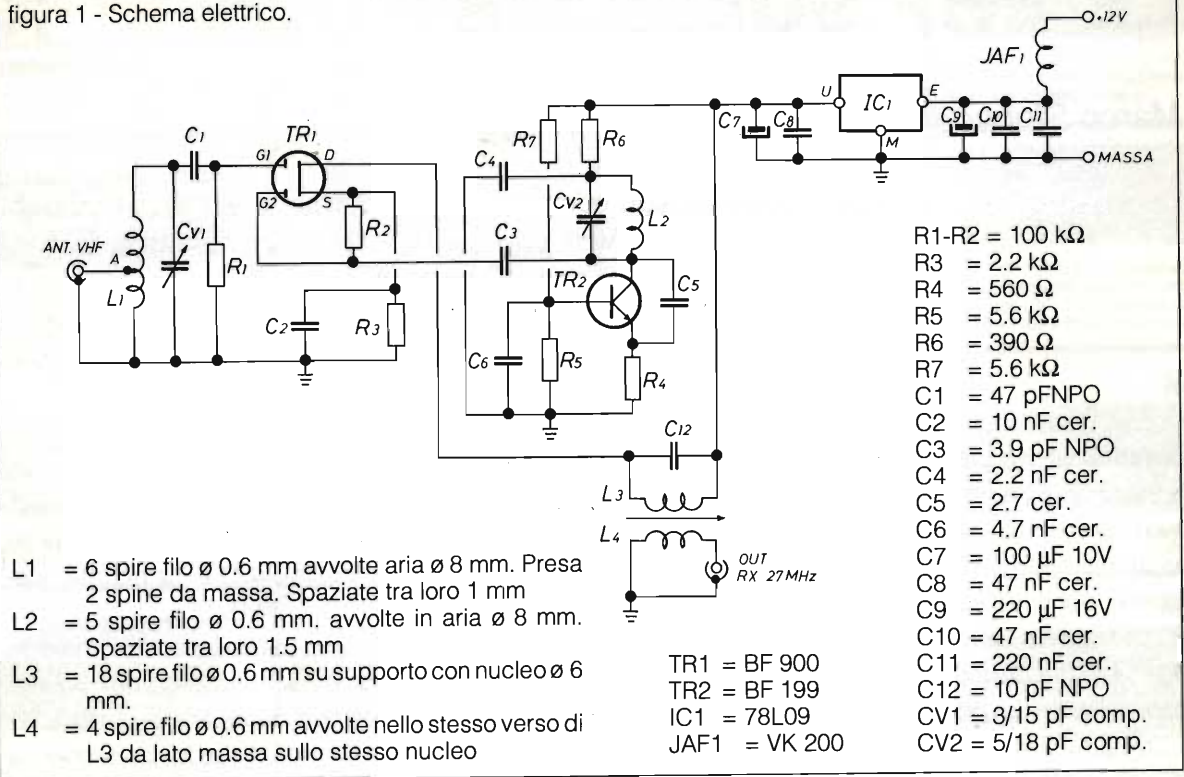 figura 1 - Schema elettrico.
+12V
JAF1
U
IC1
E
M
C7
C8
C9
C10
C11
MASSA
C1
TR1
G1
D
G2
S
R7
R6
C4
CV2
L2
ANT. VHF
A
L1
CV1
R1
R2
C3
TR2
C5
C2
R3
C6
R5
R4
C12
L3
L4
OUT
RX 27MHz
R1-R2 = 100 kΩ
R3 = 2.2 kΩ
R4 = 560 Ω
R5 = 5.6 kΩ
R6 = 390 Ω
R7 = 5.6 kΩ
C1 = 47 pFNPO
C2 = 10 nF cer.
C3 = 3.9 pF NPO
C4 = 2.2 nF cer.
C5 = 2.7 cer.
C6 = 4.7 nF cer.
C7 = 100 µF 10V
C8 = 47 nF cer.
C9 = 220 µF 16V
C10 = 47 nF cer.
C11 = 220 nF cer.
C12 = 10 pF NPO
CV1 = 3/15 pF comp.
CV2 = 5/18 pF comp.
L1 = 6 spire filo ø 0.6 mm avvolte aria ø 8 mm. Presa
2 spine da massa. Spaziate tra loro 1 mm
L2 = 5 spire filo ø 0.6 mm. avvolte in aria ø 8 mm.
Spaziate tra loro 1.5 mm
L3 = 18 spire filo ø 0.6 mm su supporto con nucleo ø 6
mm.
L4 = 4 spire filo ø 0.6 mm avvolte nello stesso verso di
L3 da lato massa sullo stesso nucleo
TR1 = BF 900
TR2 = BF 199
IC1 = 78L09
JAF1 = VK 200